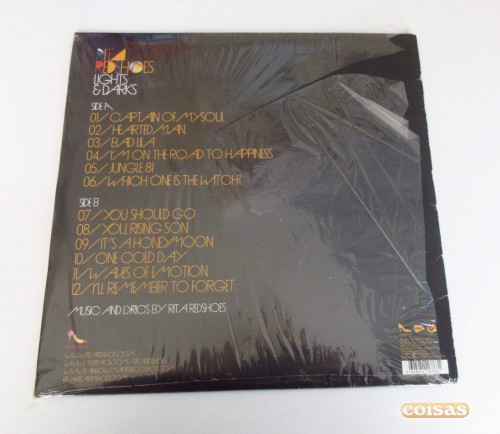 RITA
REDSHOES
LIGHTS
& DARKS
SIDE A
01/ CAPTAIN OF MY SOUL
02/ HEARTED MAN
03/ BAD LILA
04/ I'M ON THE ROAD TO HAPPINESS
05/ JUNGLE 81
06/ WHICH ONE IS THE WITCH?
SIDE B
07/ YOU SHOULD GO
08/ YOU RISING SON
09/ IT'S A HONEYMOON
10/ ONE COLD DAY
11/ WAVES OF EMOTION
12/ I'LL REMEMBER TO FORGET
MUSIC AND LYRICS BY RITA REDSHOES
coisas